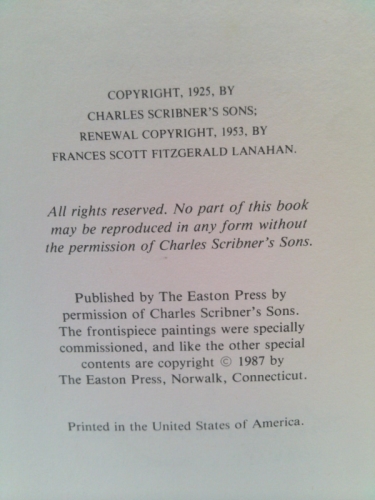 COPYRIGHT, 1925, BY
CHARLES SCRIBNER'S SONS;
RENEWAL COPYRIGHT, 1953, BY
FRANCES SCOTT FITZGERALD LANAHAN.
All rights reserved. No part of this book
may be reproduced in any form without
the permission of Charles Scribner's Sons.
Published by The Easton Press by
permission of Charles Scribner's Sons.
The frontispiece paintings were specially
commissioned, and like the other special
contents are copyright © 1987 by
The Easton Press, Norwalk, Connecticut.
Printed in the United States of America.